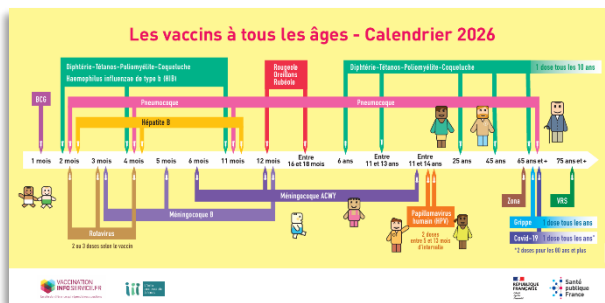 Les vaccins à tous les âges - Calendrier 2026
Diphtérie-Tétanos-Poliomyélite-Coqueluche
Haemophilus influenzae de type b (HIB)
Rougeole
Oreillons
Rubéole
Diphtérie-Tétanos-Poliomyélite-Coqueluche
1 dose tous les 10 ans
BCG
Pneumocoque
Pneumocoque
Hépatite B
1 mois
2 mois
3 mois
4 mois
5 mois
6 mois
11 mois
12 mois
Entre
16 et 18 mois
6 ans
Entre
11 et 13 ans
Entre
11 et 14 ans
25 ans
45 ans
65 ans et +
75 ans et +
Méningocoque ACWY
Méningocoque B
Rotavirus
2 ou 3 doses selon le vaccin
Papillomavirus
humain (HPV)
2 doses
entre 5 et 13 mois
d'intervalle
Zona
VRS
Grippe
1 dose tous les ans
Covid-19
1 dose tous les ans*
*2 doses pour les 80 ans et plus
VACCINATION
INFO SERVICE.FR
RÉPUBLIQUE
FRANÇAISE
Santé
publique
France